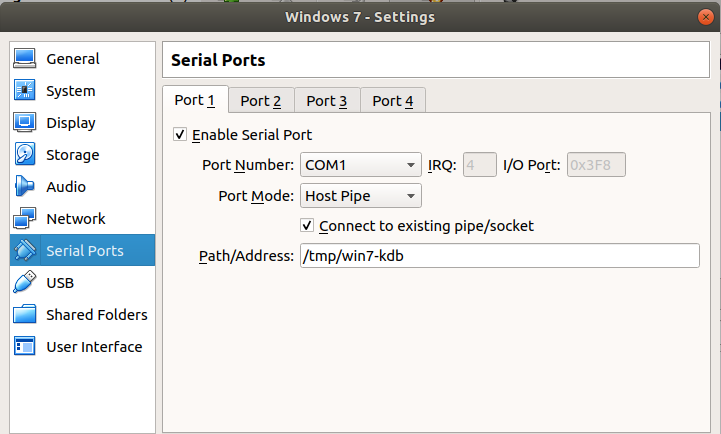 Windows 7 - Settings
General
System
Display
Storage
Audio
Network
Serial Ports
USB
Shared Folders
User Interface
Serial Ports
Port 1 Port 2 Port 3 Port 4
Enable Serial Port
Port Number: COM1 IRQ: 4 I/O Port: 0x3F8
Port Mode: Host Pipe
Connect to existing pipe/socket
Path/Address: /tmp/win7-kdb